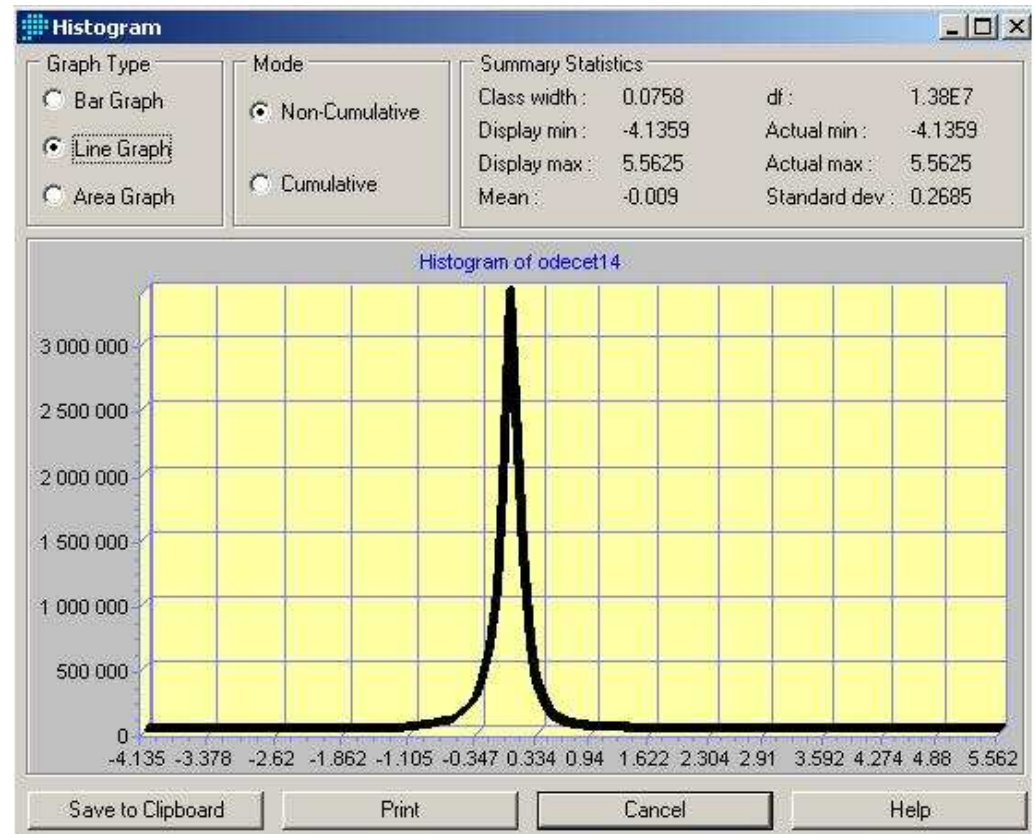 Histogram
Graph Type
Bar Graph
Line Graph
Area Graph
Mode
Non-Cumulative
Cumulative
Summary Statistics
Class width : 0.0758 df : 1.38E7
Display min : -4.1359 Actual min : -4.1359
Display max : 5.5625 Actual max : 5.5625
Mean : -0.009 Standard dev : 0.2685
Histogram of odecet14
3 000 000
2 500 000
2 000 000
1 500 000
1 000 000
500 000
0
-4.135 -3.378 -2.62 -1.862 -1.105 -0.347 0.334 0.94 1.622 2.304 2.91 3.592 4.274 4.88 5.562
Save to Clipboard Print Cancel Help